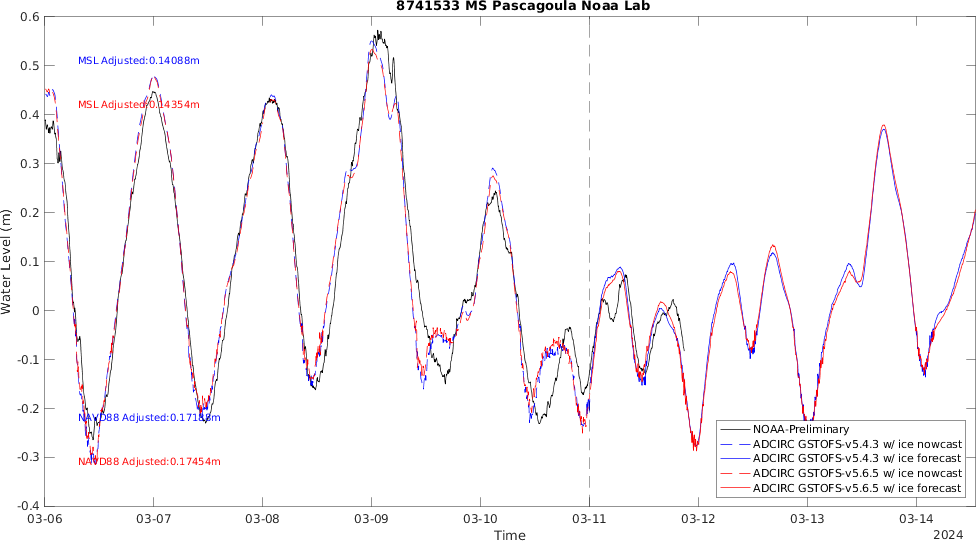 8741533 MS Pascagoula Noaa Lab
0.6
0.5
0.4
0.3
0.2
0.1
0
-0.1
-0.2
-0.3
-0.4
Water Level (m)
MSL Adjusted:0.14088m
MSL Adjusted:0.14354m
NAVD88 Adjusted:0.17188m
NAVD88 Adjusted:0.17454m
NOAA-Preliminary
ADCIRC GSTOFS-v5.4.3 w/ ice nowcast
ADCIRC GSTOFS-v5.4.3 w/ ice forecast
ADCIRC GSTOFS-v5.6.5 w/ ice nowcast
ADCIRC GSTOFS-v5.6.5 w/ ice forecast
03-06 03-07 03-08 03-09 03-10 03-11 03-12 03-13 03-14
Time
2024